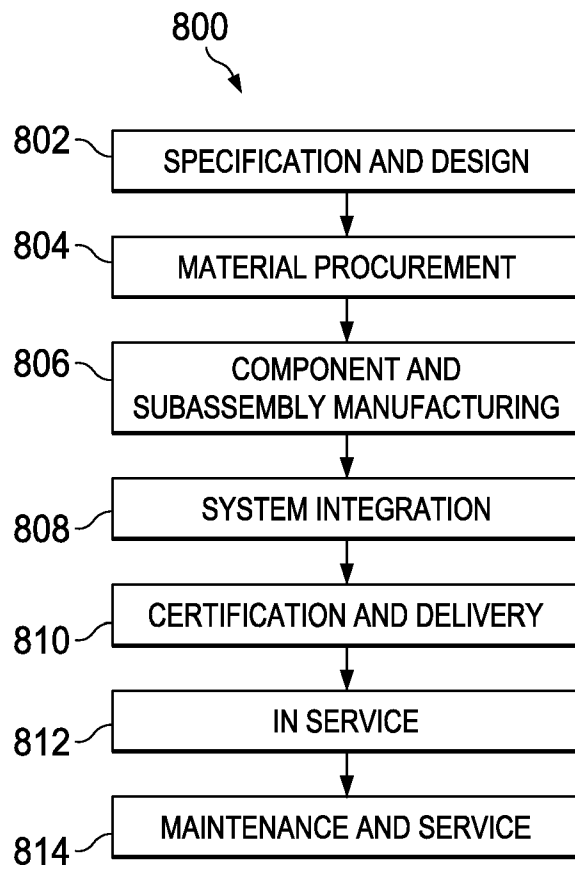 800
802
SPECIFICATION AND DESIGN
804
MATERIAL PROCUREMENT
806
COMPONENT AND
SUBASSEMBLY MANUFACTURING
808
SYSTEM INTEGRATION
810
CERTIFICATION AND DELIVERY
812
IN SERVICE
814
MAINTENANCE AND SERVICE